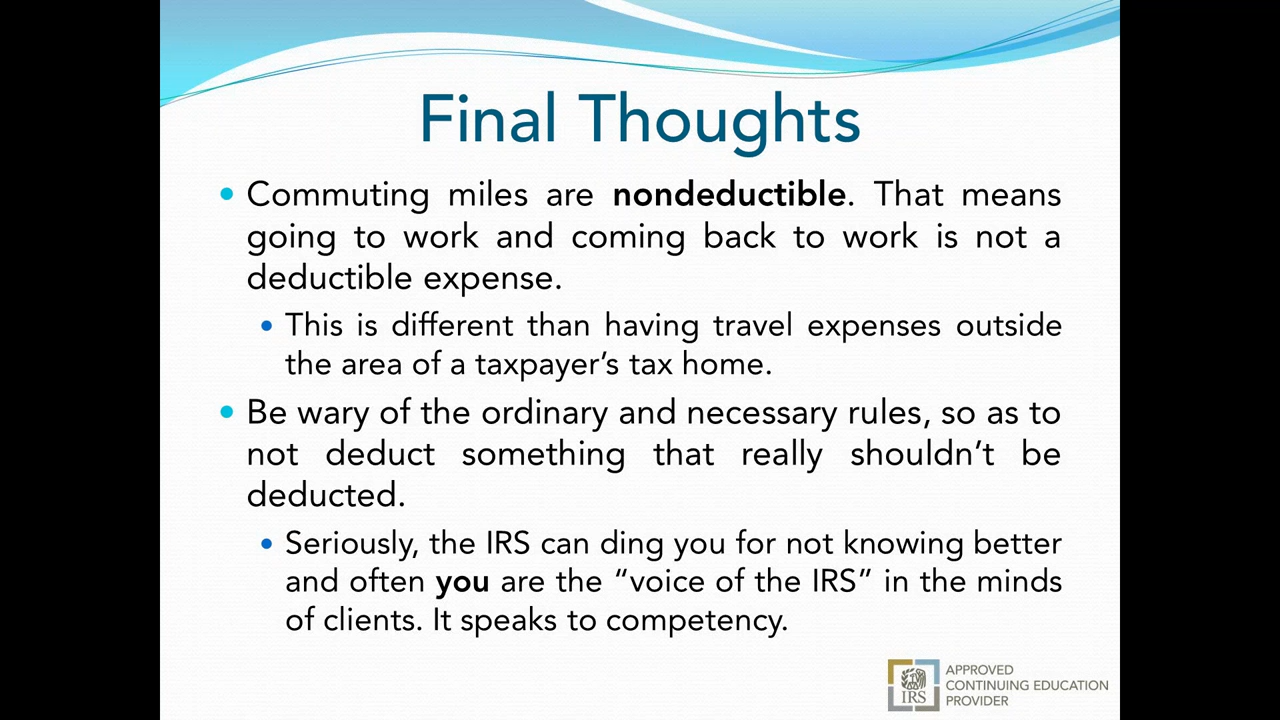 Final Thoughts
Commuting miles are nondeductible. That means
going to work and coming back to work is not a
deductible expense.
This is different than having travel expenses outside
the area of a taxpayer’s tax home.
Be wary of the ordinary and necessary rules, so as to
not deduct something that really shouldn’t be
deducted.
Seriously, the IRS can ding you for not knowing better
and often you are the “voice of the IRS” in the minds
of clients. It speaks to competency.
IRS
APPROVED
CONTINUING EDUCATION
PROVIDER